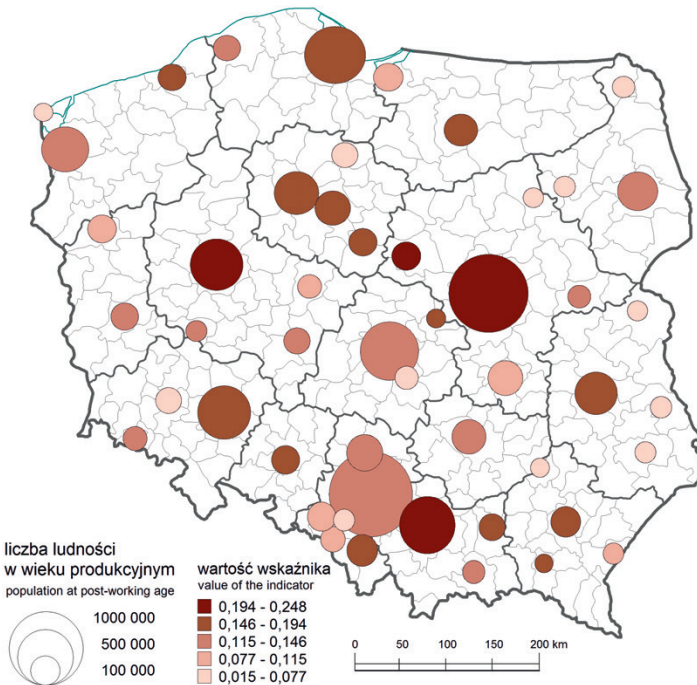 liczba ludności
w wieku produkcyjnym
population at post-working age
1000 000
500 000
100 000
wartość wskaźnika
value of the indicator
0,194 - 0,248
0,146 - 0,194
0,115 - 0,146
0,077 - 0,115
0,015 - 0,077
0 50 100 150 200 km